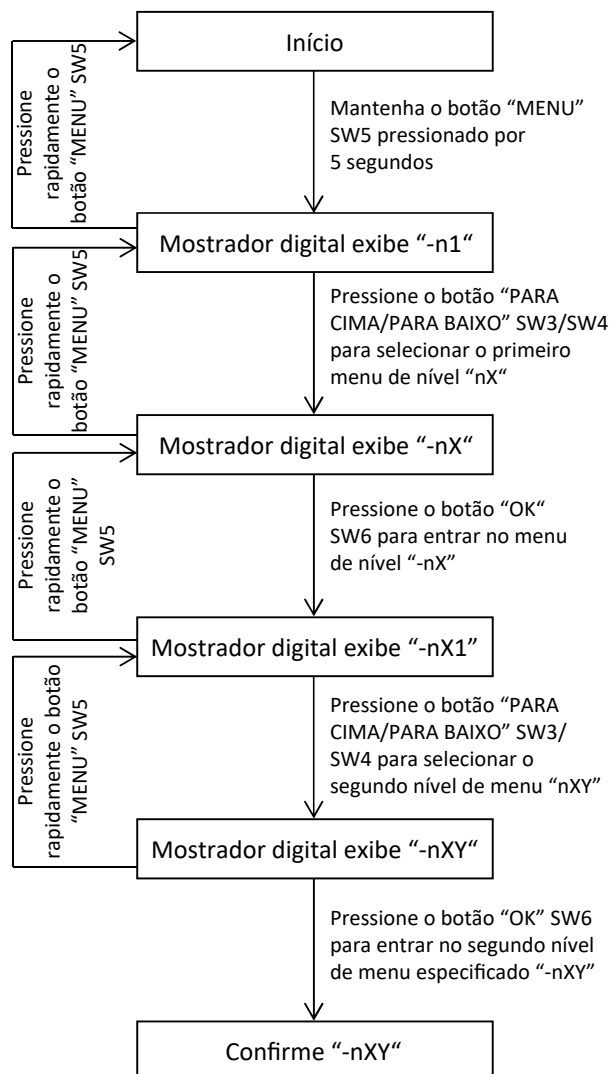 Início
Pressione
rapidamente o
botão “MENU” SW5
Mantenha o botão “MENU”
SW5 pressionado por
5 segundos
Mostrador digital exibe “-n1“
Pressione
rapidamente o
botão “MENU” SW5
Pressione o botão “PARA
CIMA/PARA BAIXO” SW3/SW4
para selecionar o primeiro
menu de nível “nX“
Mostrador digital exibe “-nX“
Pressione
rapidamente o
botão “MENU”
SW5
Pressione o botão “OK“
SW6 para entrar no menu
de nível “-nX”
Mostrador digital exibe “-nX1”
Pressione
rapidamente o botão
“MENU” SW5
Pressione o botão “PARA
CIMA/PARA BAIXO” SW3/
SW4 para selecionar o
segundo nível de menu “nXY”
Mostrador digital exibe “-nXY“
Pressione o botão “OK” SW6
para entrar no segundo nível
de menu especificado “-nXY”
Confirme “-nXY“